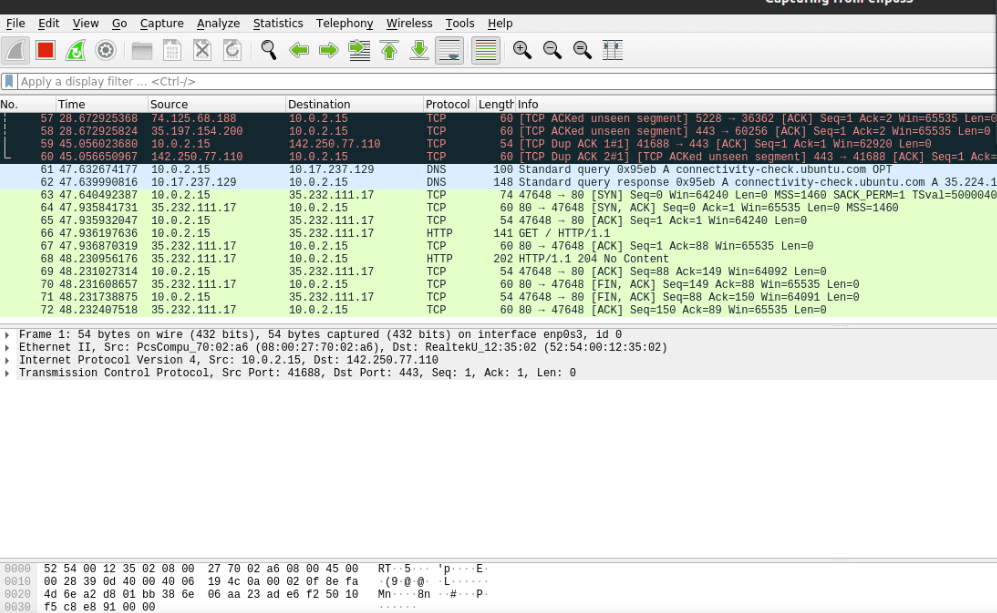 Capturing from enp0s3
File Edit View Go Capture Analyze Statistics Telephony Wireless Tools Help
Apply a display filter … <Ctrl-/>
No. Time Source Destination Protocol Length Info
57 28.672925368 74.125.68.188 10.0.2.15 TCP 60 [TCP ACKed unseen segment] 5228 → 36362 [ACK] Seq=1 Ack=2 Win=65535 Len=0
58 28.672925824 35.197.154.200 10.0.2.15 TCP 60 [TCP ACKed unseen segment] 443 → 60256 [ACK] Seq=1 Ack=2 Win=65535 Len=0
59 45.056023680 10.0.2.15 142.250.77.110 TCP 54 [TCP Dup ACK 1#1] 41688 → 443 [ACK] Seq=1 Ack=1 Win=62920 Len=0
60 45.056650967 142.250.77.110 10.0.2.15 TCP 60 [TCP Dup ACK 2#1] [TCP ACKed unseen segment] 443 → 41688 [ACK] Seq=1 Ack=
61 47.632674177 10.0.2.15 10.17.237.129 DNS 100 Standard query 0x95eb A connectivity-check.ubuntu.com OPT
62 47.639990816 10.17.237.129 10.0.2.15 DNS 148 Standard query response 0x95eb A connectivity-check.ubuntu.com A 35.224.1
63 47.640492387 10.0.2.15 35.232.111.17 TCP 74 47648 → 80 [SYN] Seq=0 Win=64240 Len=0 MSS=1460 SACK_PERM=1 TSval=5000040
64 47.935841731 35.232.111.17 10.0.2.15 TCP 60 80 → 47648 [SYN, ACK] Seq=0 Ack=1 Win=65535 Len=0 MSS=1460
65 47.935932047 10.0.2.15 35.232.111.17 TCP 54 47648 → 80 [ACK] Seq=1 Ack=1 Win=64240 Len=0
66 47.936197636 10.0.2.15 35.232.111.17 HTTP 141 GET / HTTP/1.1
67 47.936870319 35.232.111.17 10.0.2.15 TCP 60 80 → 47648 [ACK] Seq=1 Ack=88 Win=65535 Len=0
68 48.230956176 35.232.111.17 10.0.2.15 HTTP 202 HTTP/1.1 204 No Content
69 48.231027314 10.0.2.15 35.232.111.17 TCP 54 47648 → 80 [ACK] Seq=88 Ack=149 Win=64092 Len=0
70 48.231608657 35.232.111.17 10.0.2.15 TCP 60 80 → 47648 [FIN, ACK] Seq=149 Ack=88 Win=65535 Len=0
71 48.231738875 10.0.2.15 35.232.111.17 TCP 54 47648 → 80 [FIN, ACK] Seq=88 Ack=150 Win=64091 Len=0
72 48.232407518 35.232.111.17 10.0.2.15 TCP 60 80 → 47648 [ACK] Seq=150 Ack=89 Win=65535 Len=0
Frame 1: 54 bytes on wire (432 bits), 54 bytes captured (432 bits) on interface enp0s3, id 0
Ethernet II, Src: PcsCompu_70:02:a6 (08:00:27:70:02:a6), Dst: RealtekU_12:35:02 (52:54:00:12:35:02)
Internet Protocol Version 4, Src: 10.0.2.15, Dst: 142.250.77.110
Transmission Control Protocol, Src Port: 41688, Dst Port: 443, Seq: 1, Ack: 1, Len: 0
0000 52 54 00 12 35 02 08 00 27 70 02 a6 08 00 45 00 RT··5··· 'p····E·
0010 00 28 39 0d 40 00 40 06 19 4c 0a 00 02 0f 8e fa ·(9·@·@· ·L······
0020 4d 6e a2 d8 01 bb 38 6e 06 aa 23 ad e6 f2 50 10 Mn····8n ··#···P·
0030 f5 c8 e8 91 00 00 ······